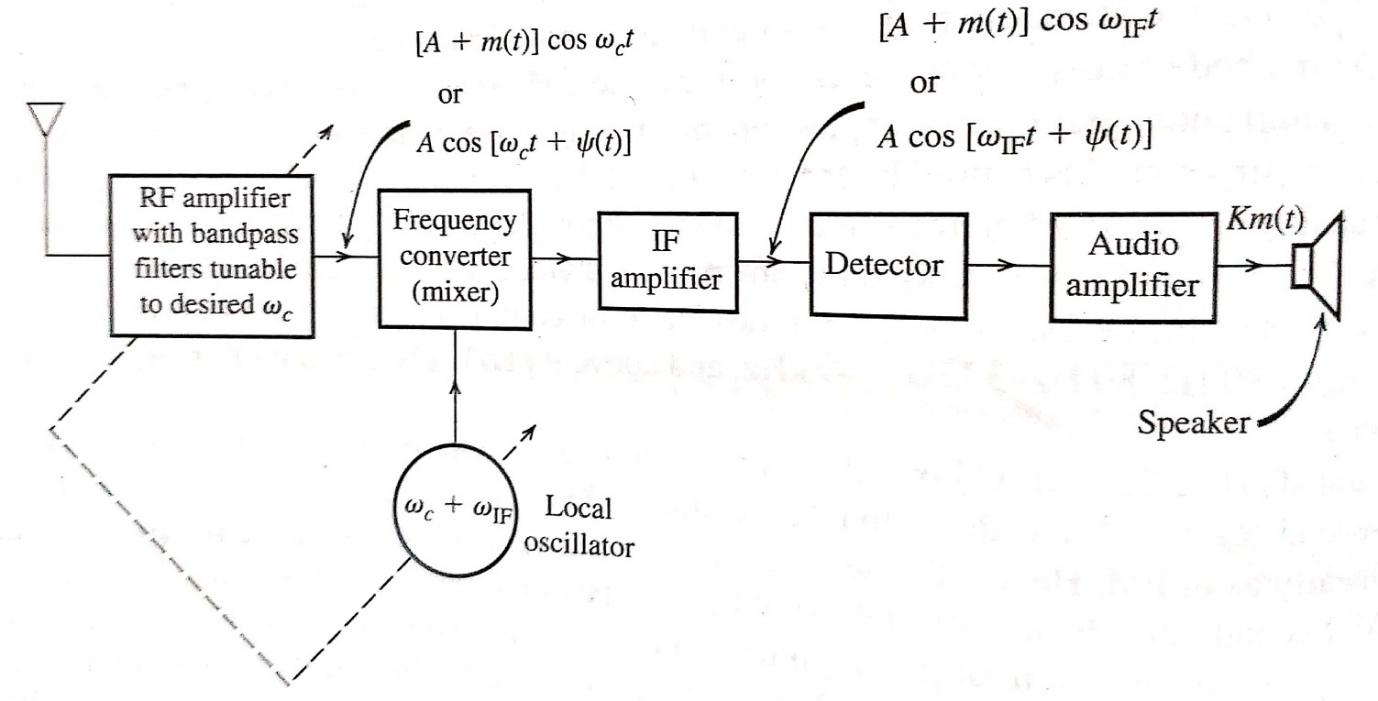 [A + m(t)] cos ω_c t
or
A cos [ω_c t + ψ(t)]
[A + m(t)] cos ω_IF t
or
A cos [ω_IF t + ψ(t)]
RF amplifier
with bandpass
filters tunable
to desired ω_c
Frequency
converter
(mixer)
IF
amplifier
Detector
Audio
amplifier
Km(t)
Speaker
ω_c + ω_IF
Local
oscillator